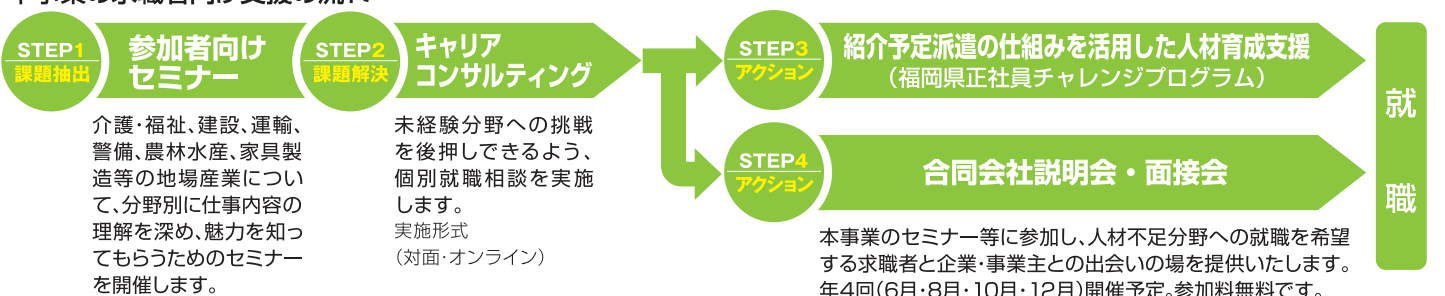 本事業の求職者向け支援の流れ
STEP1
課題抽出
参加者向け
セミナー
介護・福祉、建設、運輸、
警備、農林水産、家具製
造等の地場産業につい
て、分野別に仕事内容の
理解を深め、魅力を知っ
てもらうためのセミナー
を開催します。
STEP2
課題解決
キャリア
コンサルティング
未経験分野への挑戦
を後押しできるよう、
個別就職相談を実施
します。
実施形式
（対面・オンライン）
STEP3
アクション
紹介予定派遣の仕組みを活用した人材育成支援
（福岡県正社員チャレンジプログラム）
STEP4
アクション
合同会社説明会・面接会
本事業のセミナー等に参加し、人材不足分野への就職を希望
する求職者と企業・事業主との出会いの場を提供いたします。
年4回(6月・8月・10月・12月)開催予定。参加料無料です。
就職